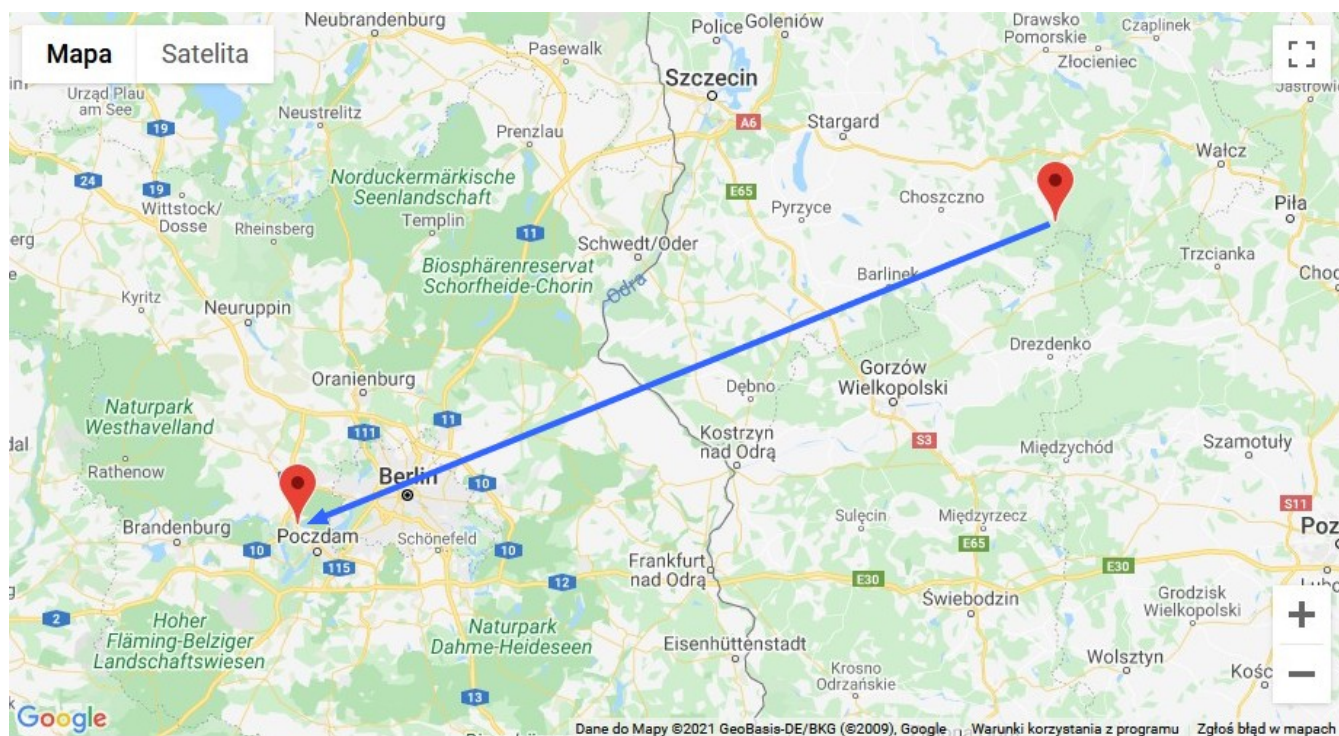 Neubrandenburg
Police
Goleniów
Drawsko
Pomorskie
Czaplinek
Mapa
Satelita
Pasewalk
Złocieniec
Szczecin
Urząd Plau
am See
Neustrelitz
19
Prenzlau
A6
Stargard
Wałcz
24
19
Norduckermärkische
Seenlandschaft
E65
Choszczno
Wittstock/
Dosse
Rheinsberg
Templin
11
Pyrzyce
Piła
Schwedt/Oder
Biosphärenreservat
Schorfheide-Chorin
Odra
Barlinek
Trzcianka
Kyritz
Neuruppin
Drezdenko
Oranienburg
Dębno
Gorzów
Wielkopolski
Naturpark
Westhavelland
111
11
Kostrzyn
nad Odrą
S3
Międzychód
Szamotuły
Rathenow
Berlin
10
S11
Brandenburg
Poczdam
Schönefeld
Sulęcin
Międzyrzecz
Poz
10
115
10
E65
Frankfurt
nad Odrą
12
E30
E30
2
Hoher
Fläming-Belziger
Landschaftswiesen
Naturpark
Dahme-Heideseen
Eisenhüttenstadt
Świebodzin
Grodzisk
Wielkopolski
+
Krosno
Odrzańskie
Wolsztyn
Kośc
−
13
Google
Dane do Mapy ©2021 GeoBasis-DE/BKG (©2009), Google
Warunki korzystania z programu
Zgłoś błąd w mapach